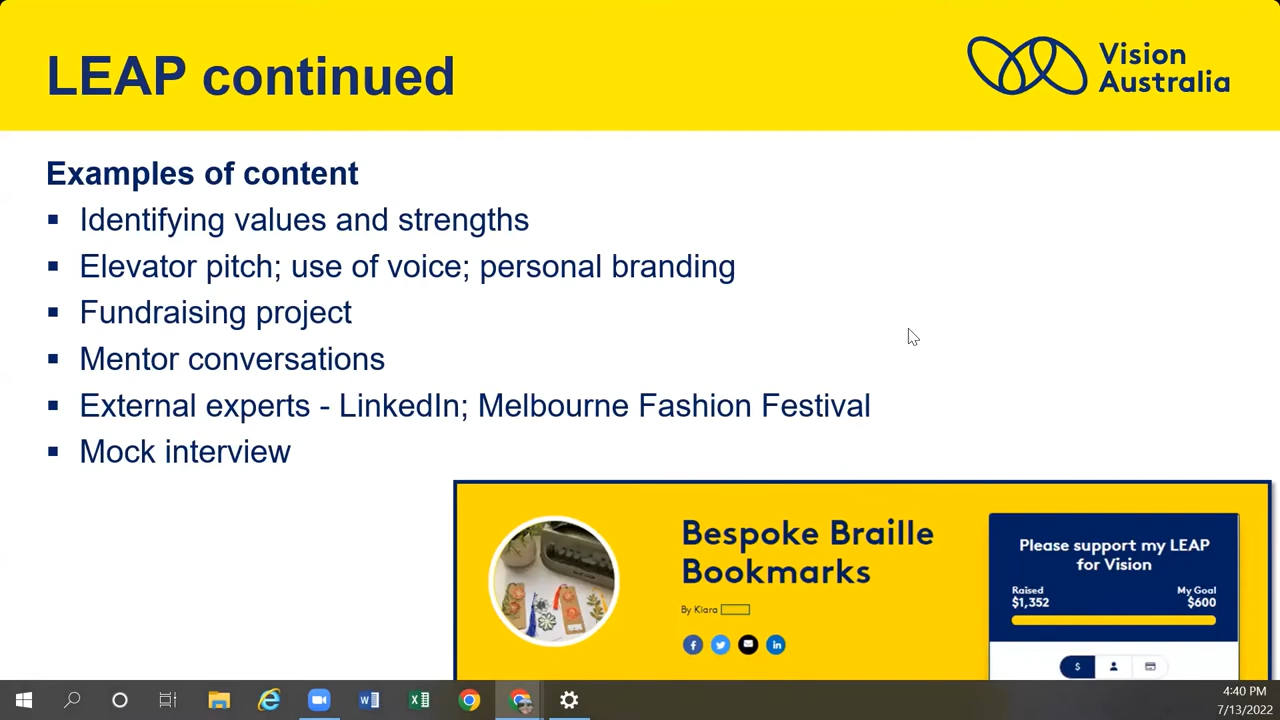 LEAP continued
Vision
Australia
Examples of content
▪ Identifying values and strengths
▪ Elevator pitch; use of voice; personal branding
▪ Fundraising project
▪ Mentor conversations
▪ External experts - LinkedIn; Melbourne Fashion Festival
▪ Mock interview
Bespoke Braille
Bookmarks
By Kiara
Please support my LEAP
for Vision
Raised My Goal
$1,352 $600
$
4:40 PM
7/13/2022